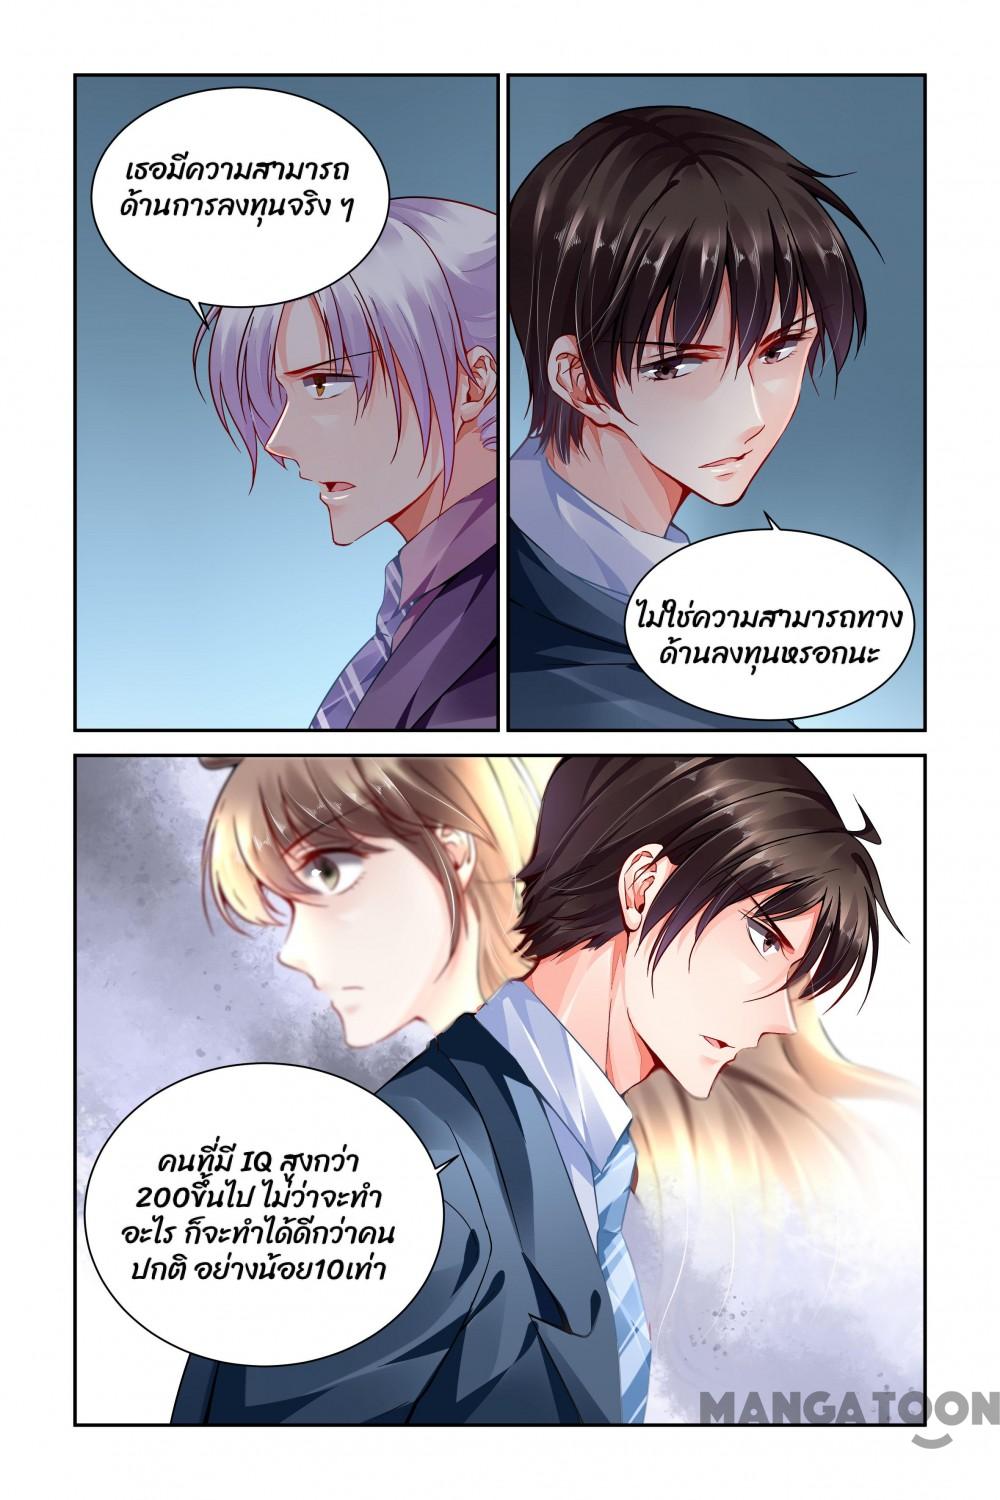 เธอมีความสามารถ
ด้านการลงทุนจริง ๆ
ไม่ใช่ความสามารถทาง
ด้านลงทุนหรอกนะ
คนที่มี IQ สูงกว่า
200ขึ้นไป ไม่ว่าจะทำ
อะไร ก็จะทำได้ดีกว่าคน
ปกติ อย่างน้อย10เท่า
MANGATOON